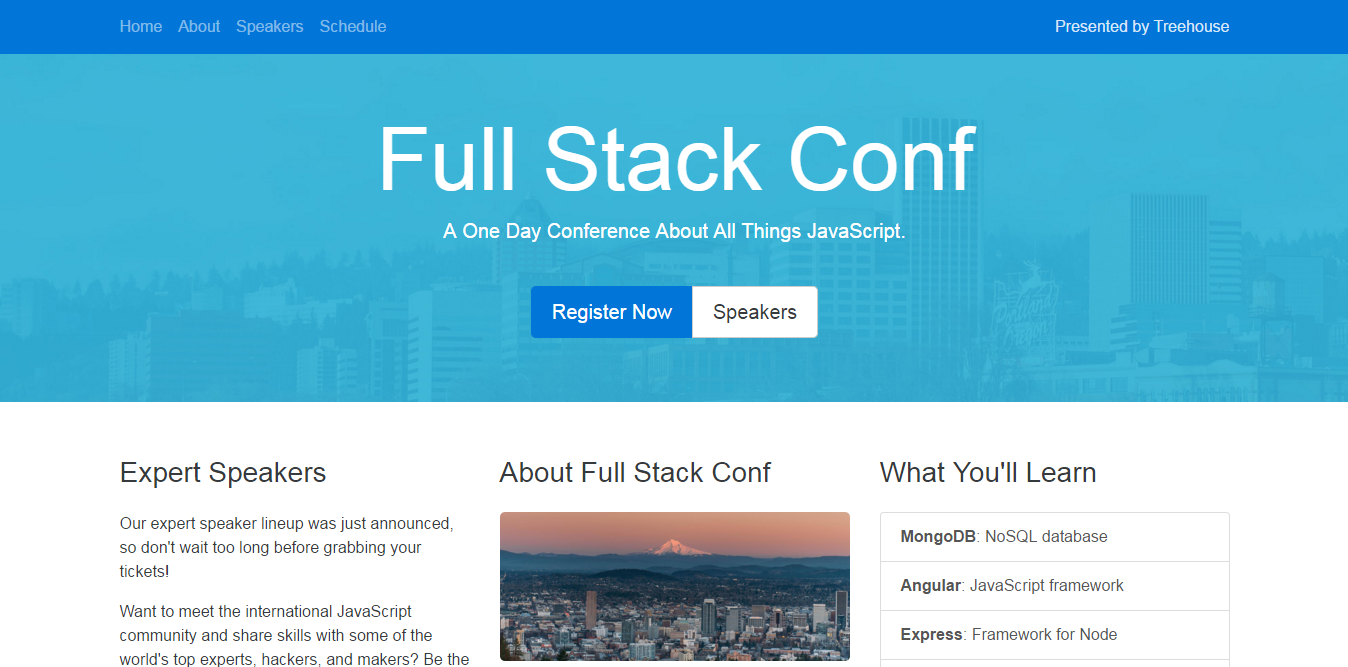 Home About Speakers Schedule
Presented by Treehouse
Full Stack Conf
A One Day Conference About All Things JavaScript.
Register Now
Speakers
Portland
Oregon
Expert Speakers
Our expert speaker lineup was just announced,
so don't wait too long before grabbing your
tickets!
Want to meet the international JavaScript
community and share skills with some of the
world's top experts, hackers, and makers? Be the
About Full Stack Conf
What You'll Learn
MongoDB: NoSQL database
Angular: JavaScript framework
Express: Framework for Node